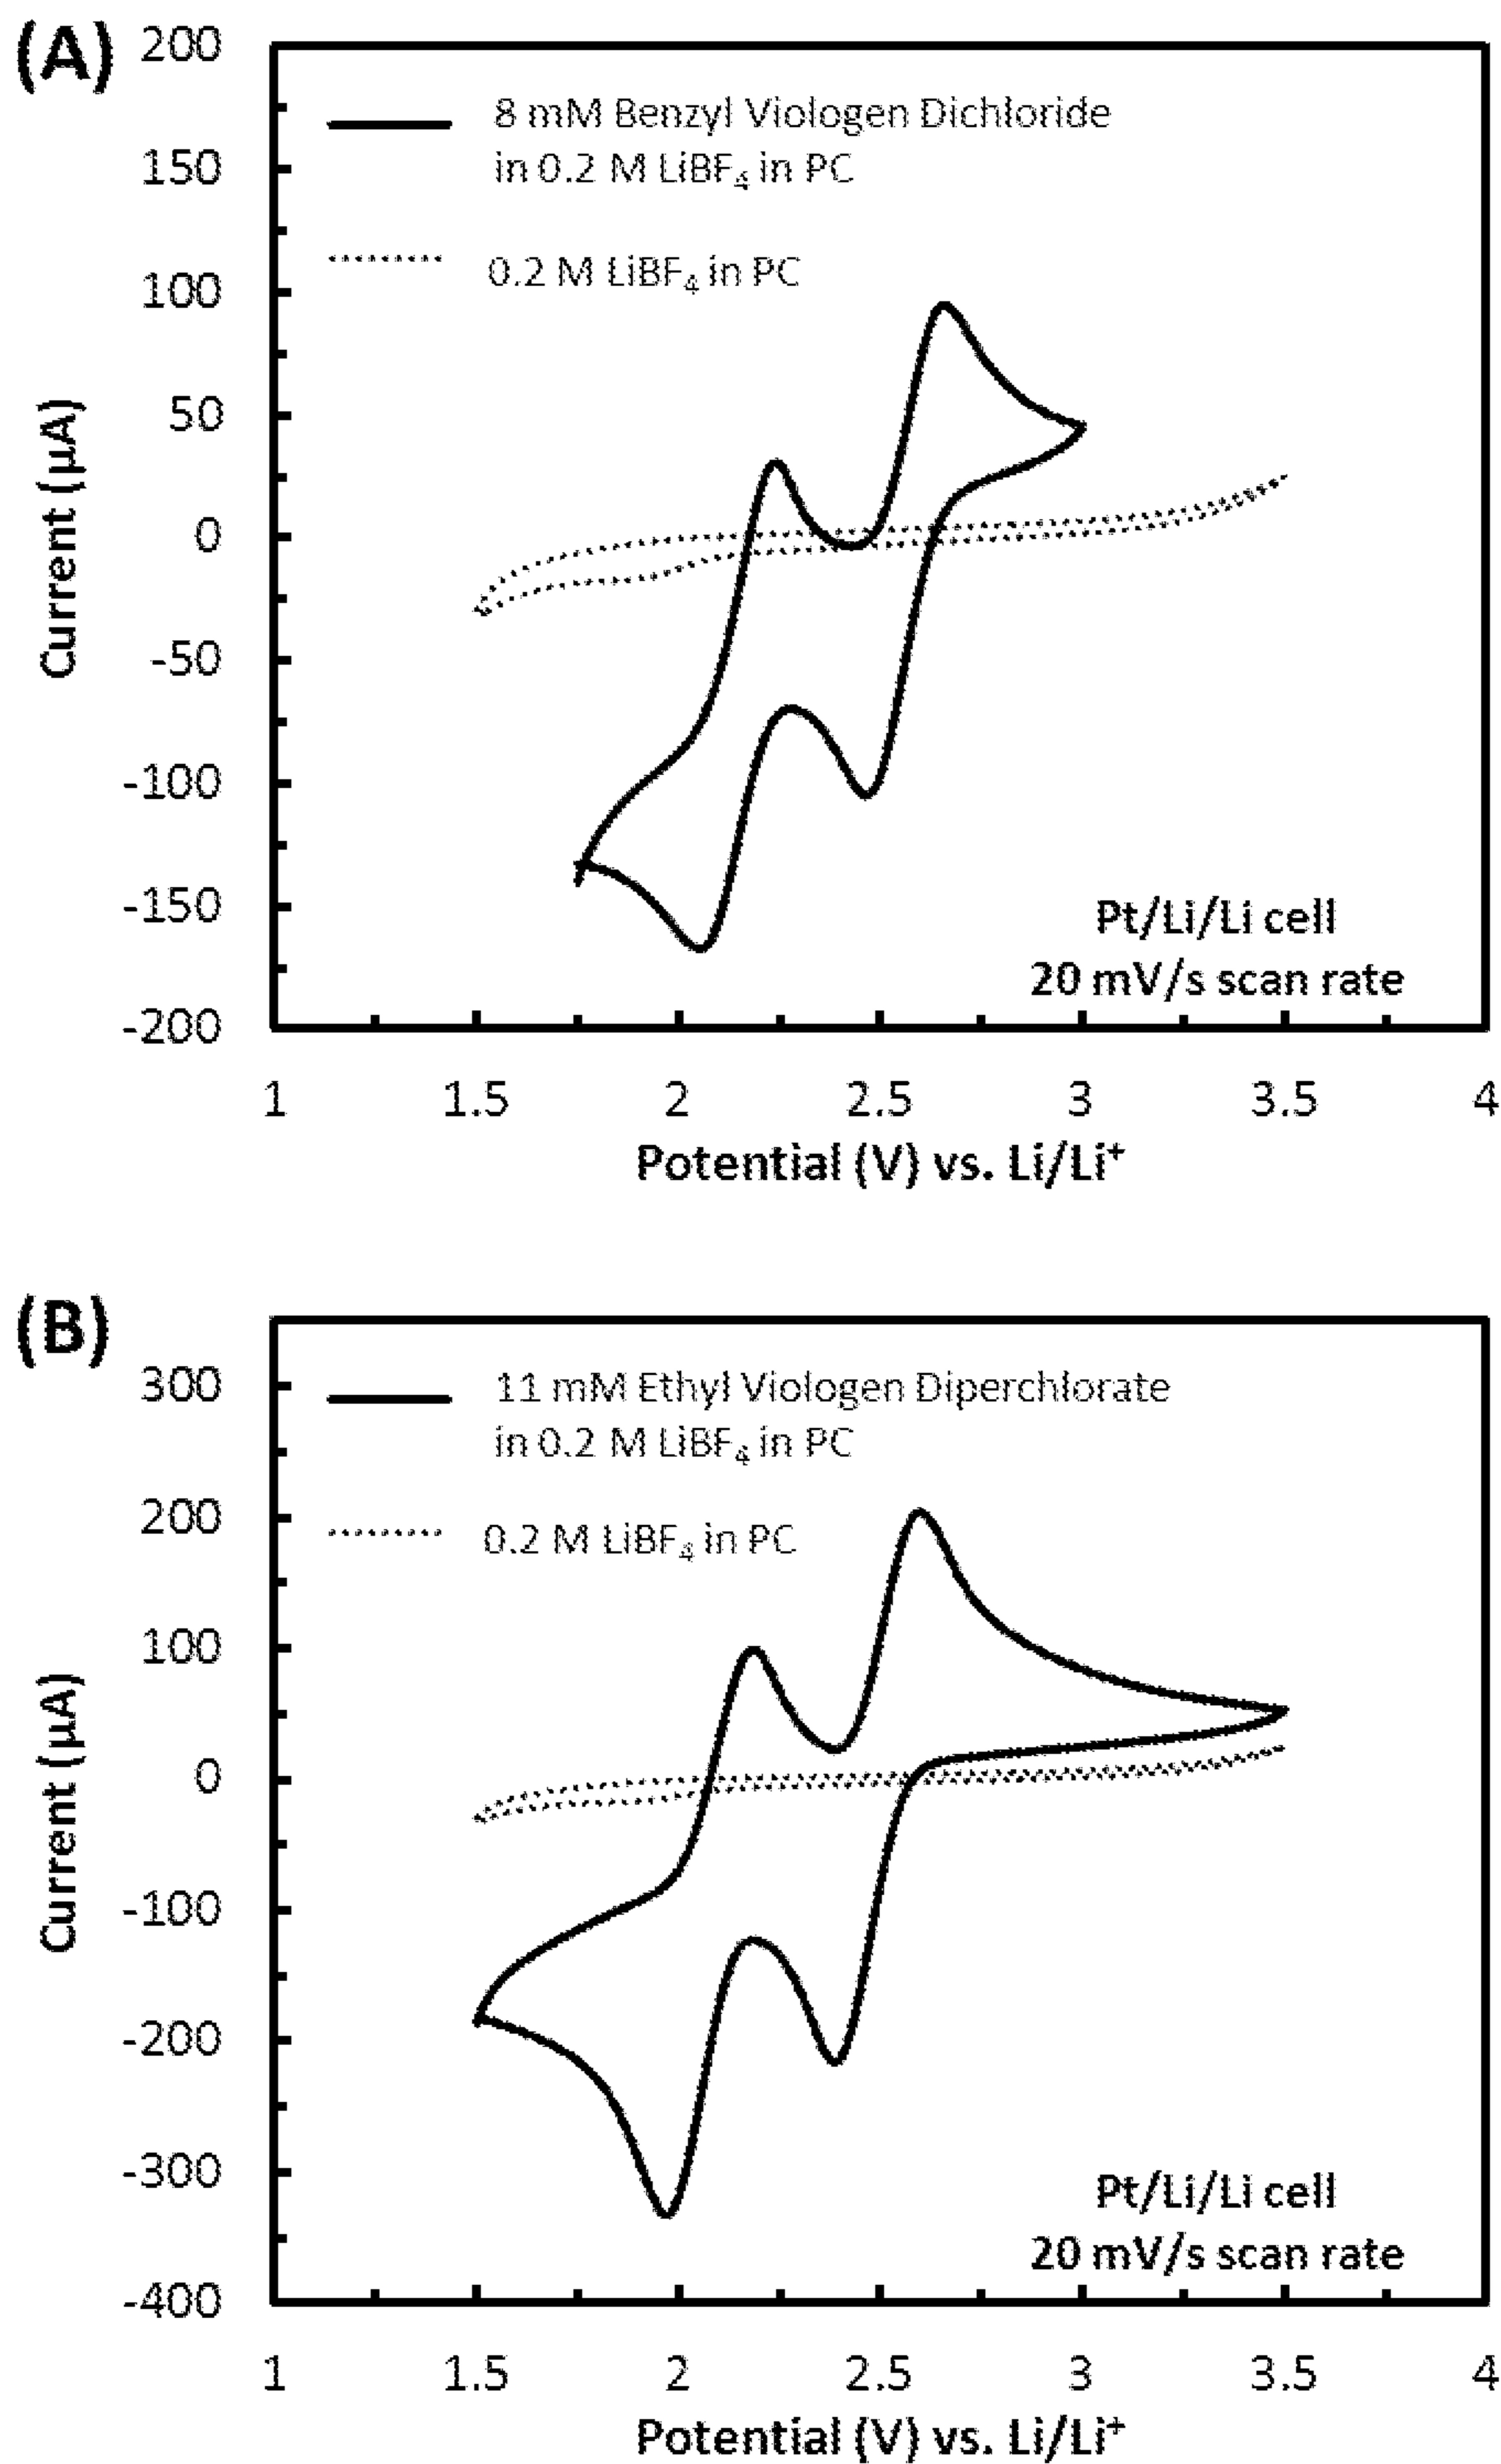 (A)
200
150
100
50
0
-50
-100
-150
-200
Current (µA)
8 mM Benzyl Viologen Dichloride
in 0.2 M LiBF₄ in PC
0.2 M LiBF₄ in PC
Pt/Li/Li cell
20 mV/s scan rate
1 1.5 2 2.5 3 3.5 4
Potential (V) vs. Li/Li⁺
(B)
300
200
100
0
-100
-200
-300
-400
Current (µA)
11 mM Ethyl Viologen Diperchlorate
in 0.2 M LiBF₄ in PC
0.2 M LiBF₄ in PC
Pt/Li/Li cell
20 mV/s scan rate
1 1.5 2 2.5 3 3.5 4
Potential (V) vs. Li/Li⁺